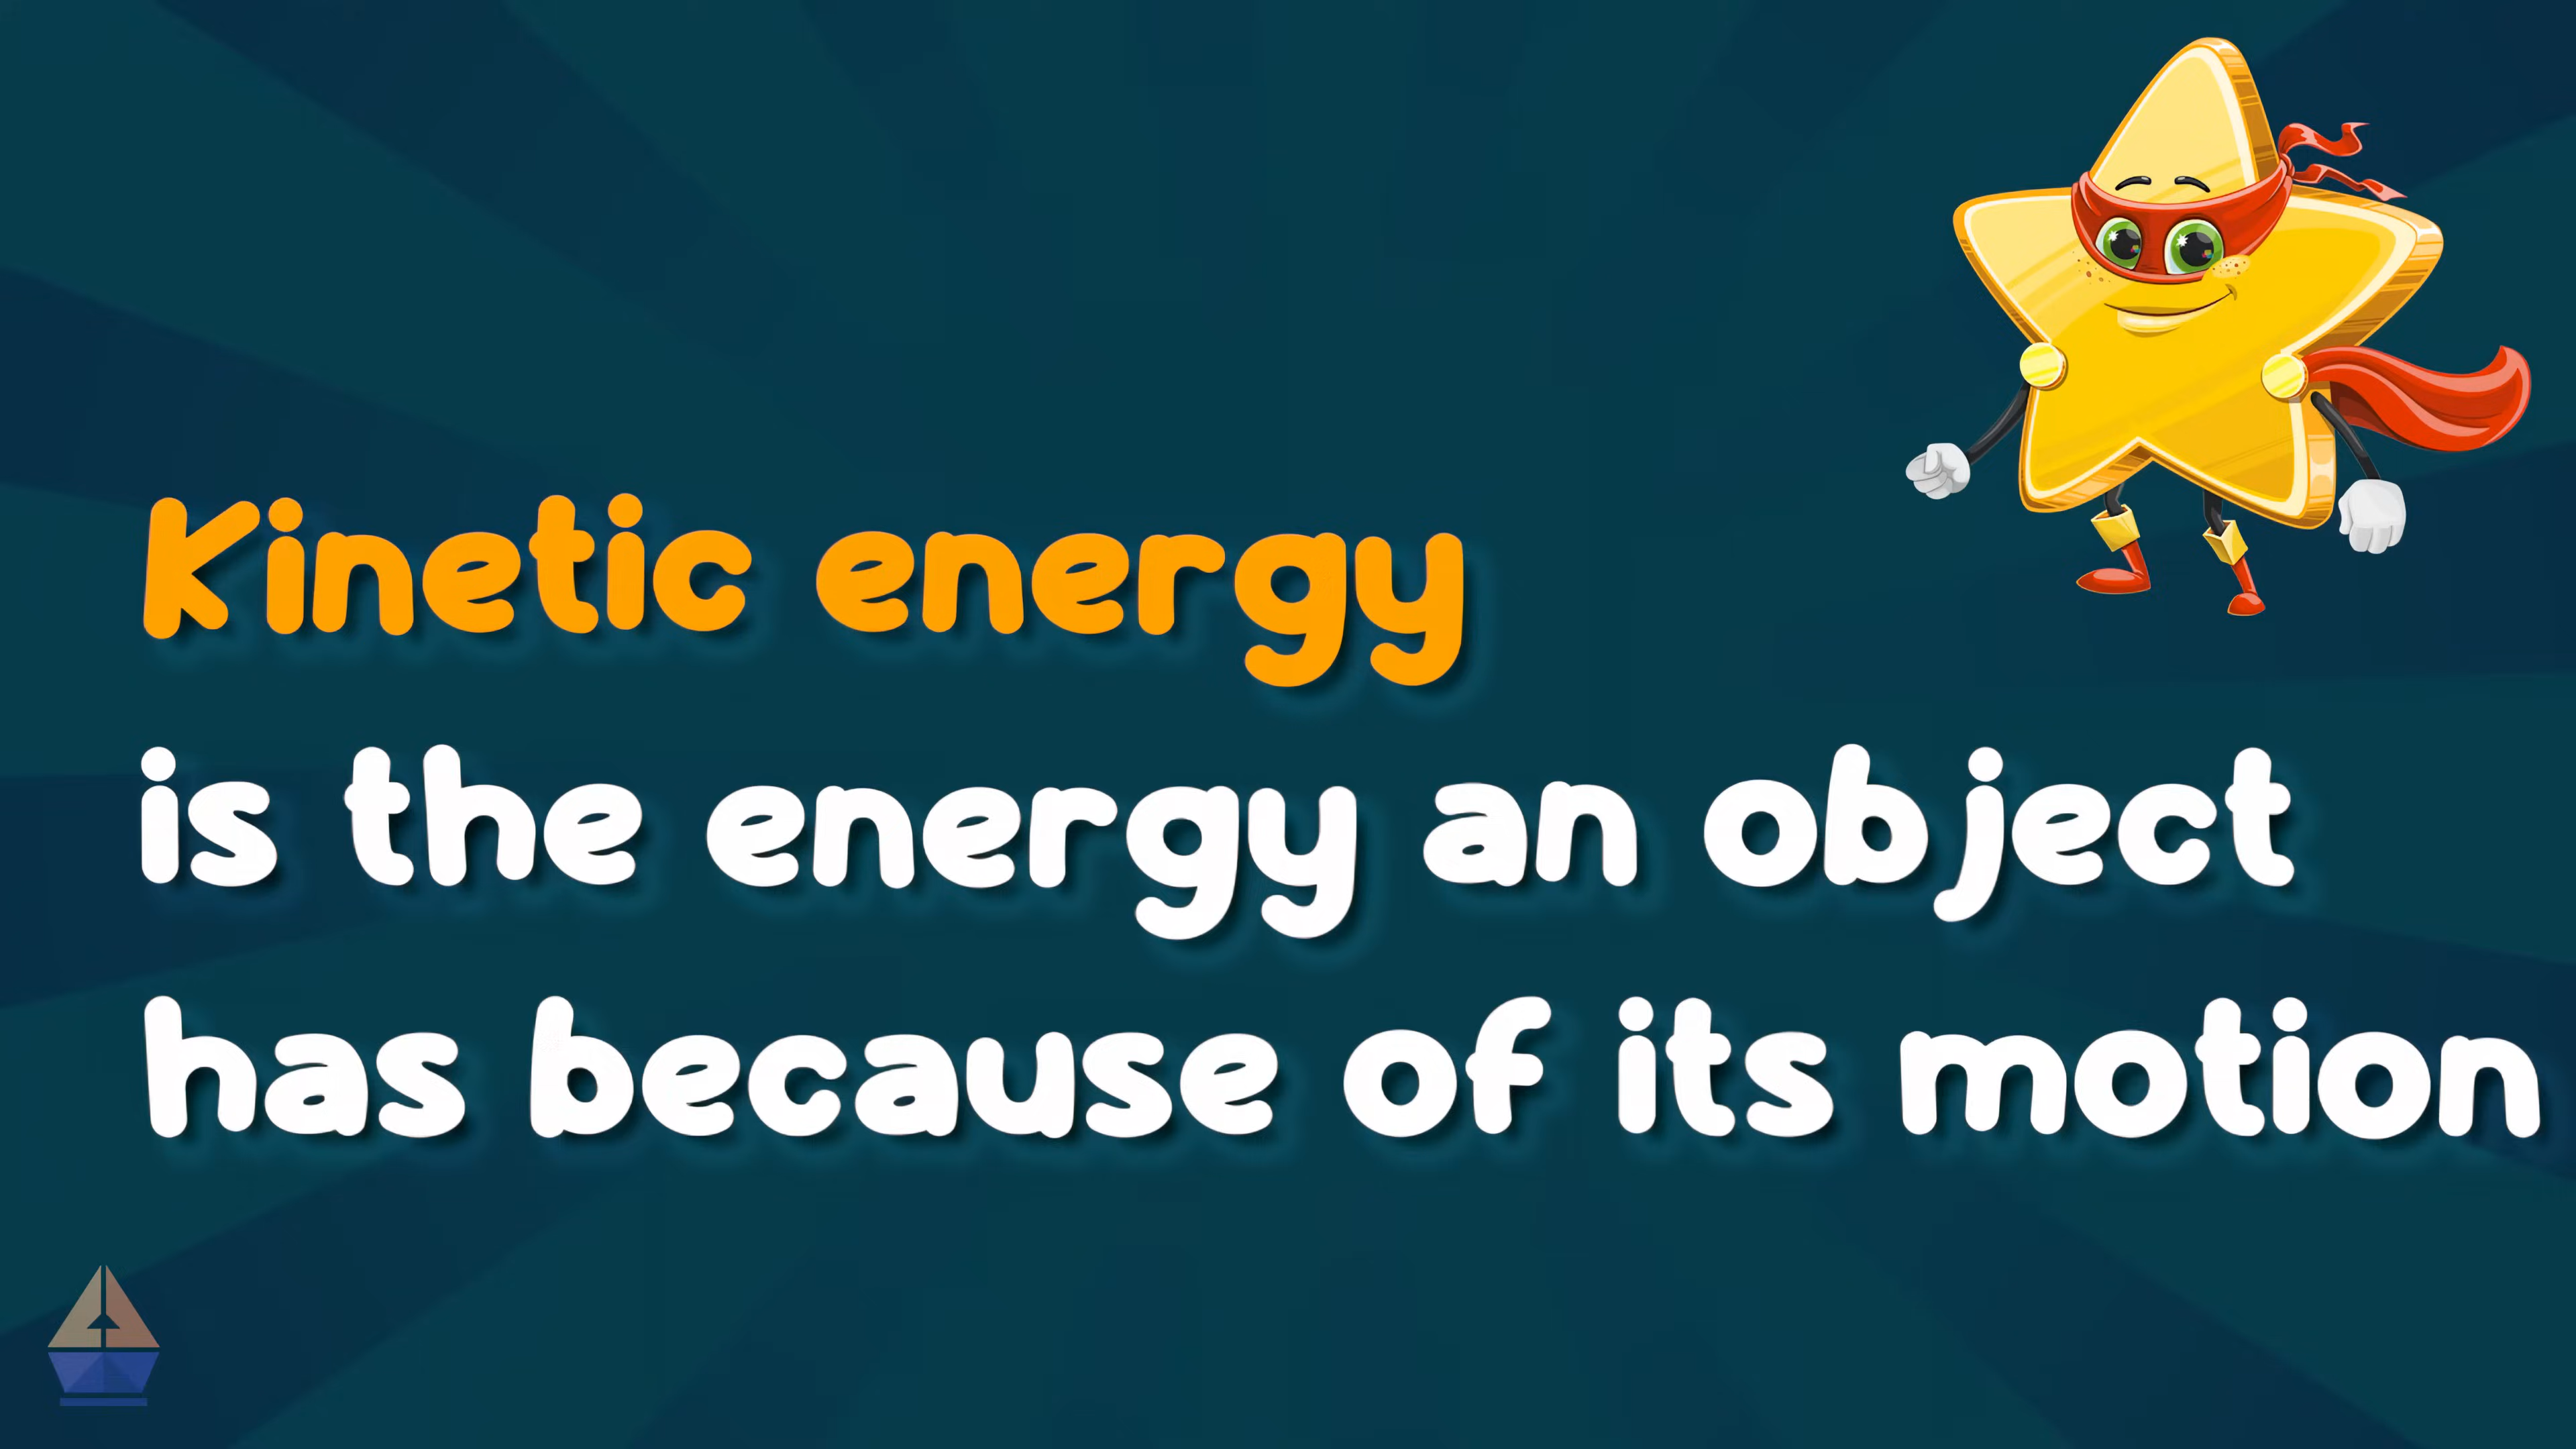 Kinetic energy
is the energy an object
has because of its motion